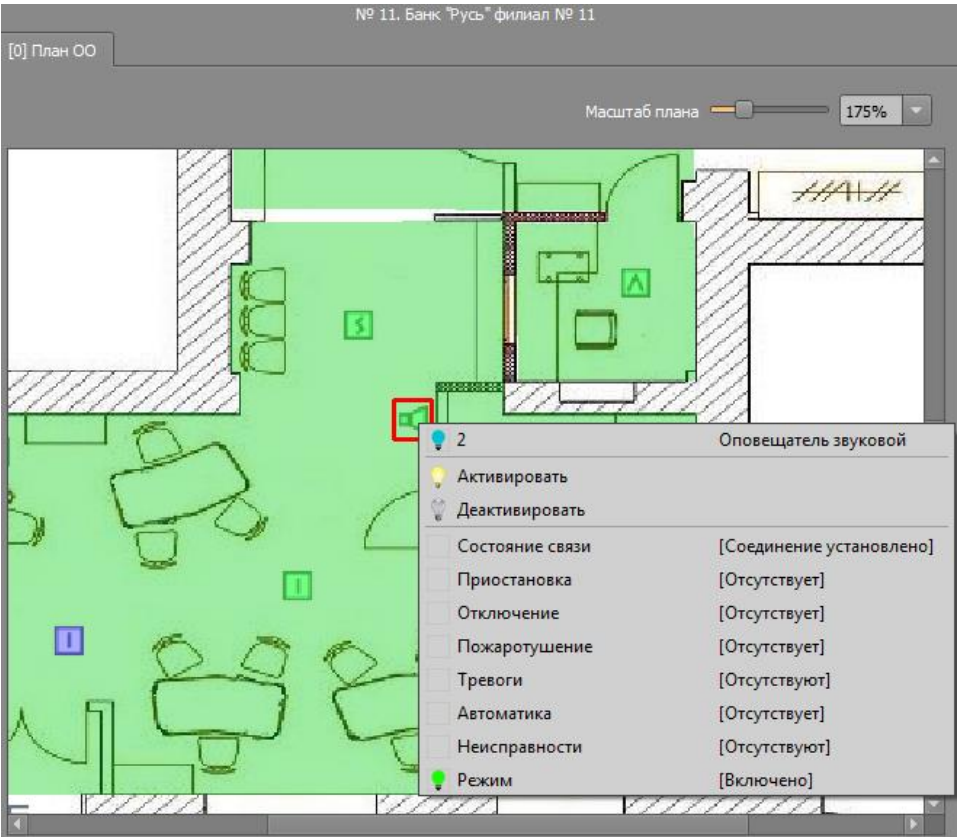 № 11. Банк "Русь" филиал № 11
[0] План ОО
Масштаб плана 175%
S
Λ
2 Оповещатель звуковой
Активировать
Деактивировать
Состояние связи [Соединение установлено]
Приостановка [Отсутствует]
Отключение [Отсутствует]
I
Пожаротушение [Отсутствует]
I
Тревоги [Отсутствуют]
Автоматика [Отсутствует]
Неисправности [Отсутствуют]
Режим [Включено]